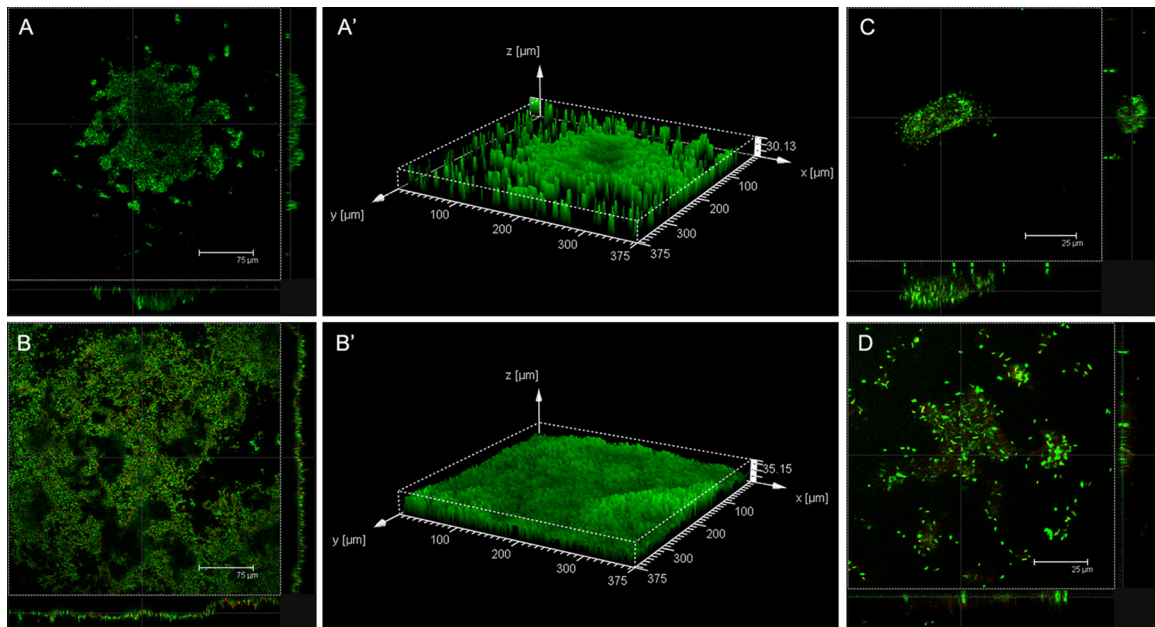 A
75 µm
A'
z [µm]
30.13
x [µm]
100
200
300
375
y [µm]
100
200
300
375
C
25 µm
B
75 µm
B'
z [µm]
35.15
x [µm]
100
200
300
375
y [µm]
100
200
300
375
D
25 µm